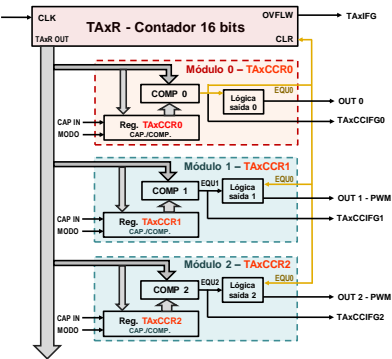 CLK
TAxR - Contador 16 bits
OVFLW
TAxIFG
TAxR OUT
CLR
Módulo 0 – TAxCCR0
COMP 0
EQU0
Lógica
saída 0
OUT 0
TAxCCIFG0
CAP IN
MODO
Reg. TAxCCR0
CAP./COMP.
Módulo 1 – TAxCCR1
COMP 1
EQU1
EQU0
Lógica
saída 1
OUT 1 - PWM
TAxCCIFG1
CAP IN
MODO
Reg. TAxCCR1
CAP./COMP.
Módulo 2 – TAxCCR2
COMP 2
EQU2
EQU0
Lógica
saída 2
OUT 2 - PWM
TAxCCIFG2
CAP IN
MODO
Reg. TAxCCR2
CAP./COMP.